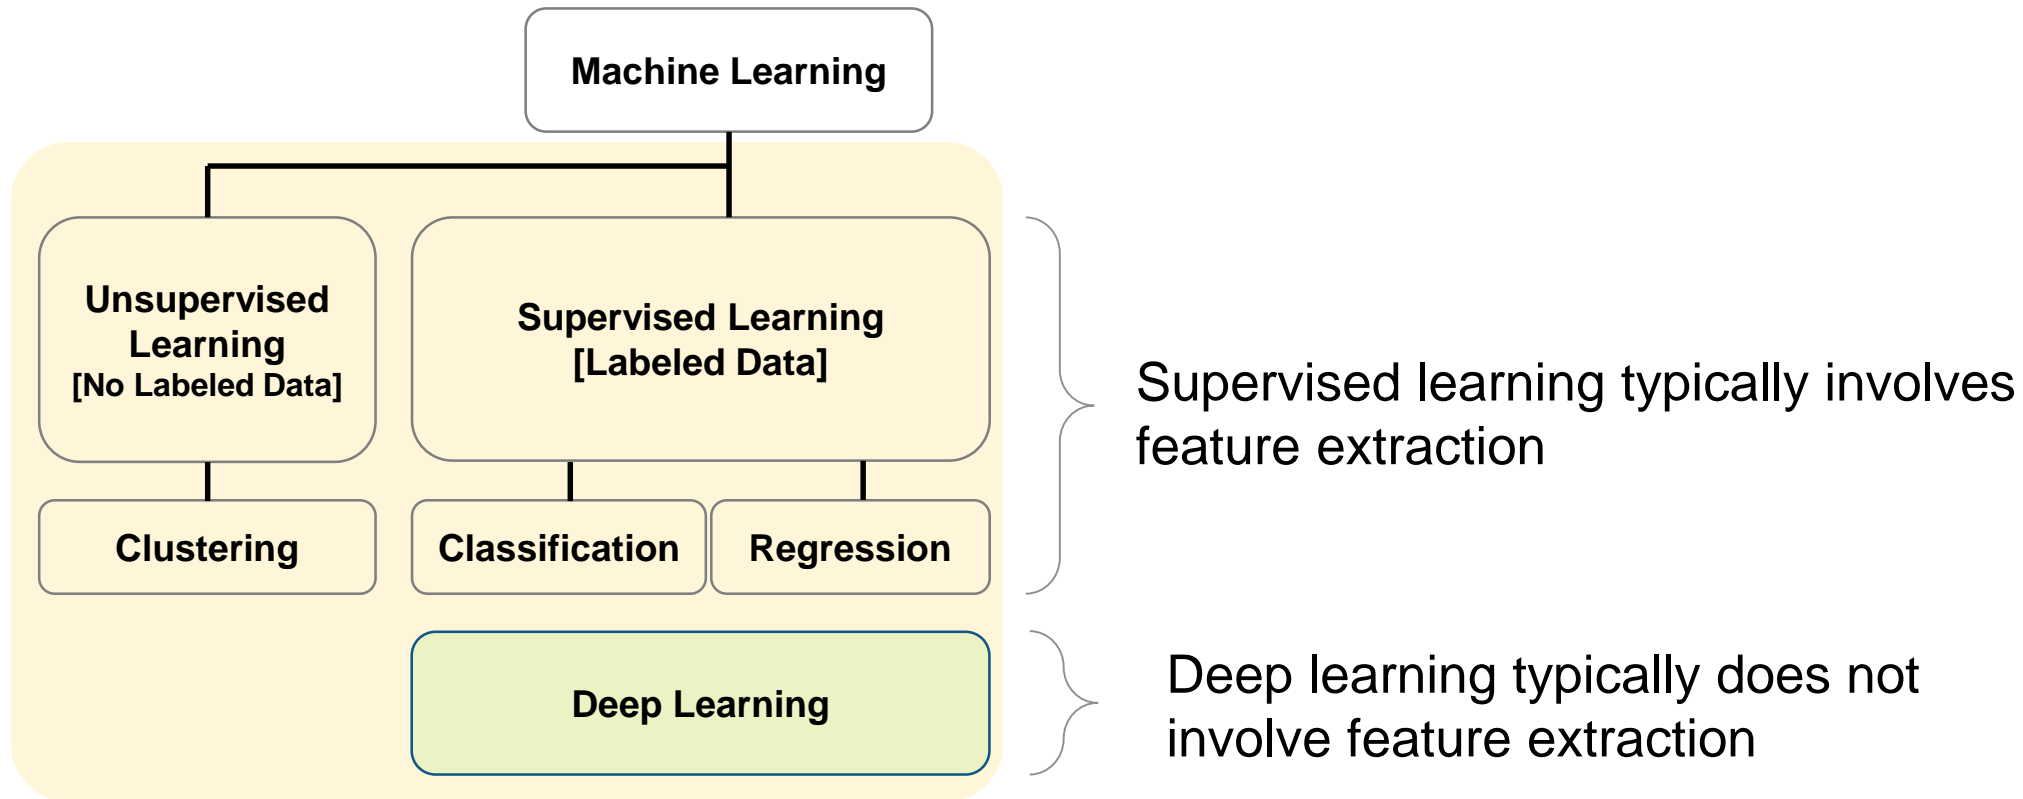 Machine Learning
Unsupervised
Learning
[No Labeled Data]
Supervised Learning
[Labeled Data]
Clustering
Classification
Regression
Deep Learning
Supervised learning typically involves
feature extraction
Deep learning typically does not
involve feature extraction